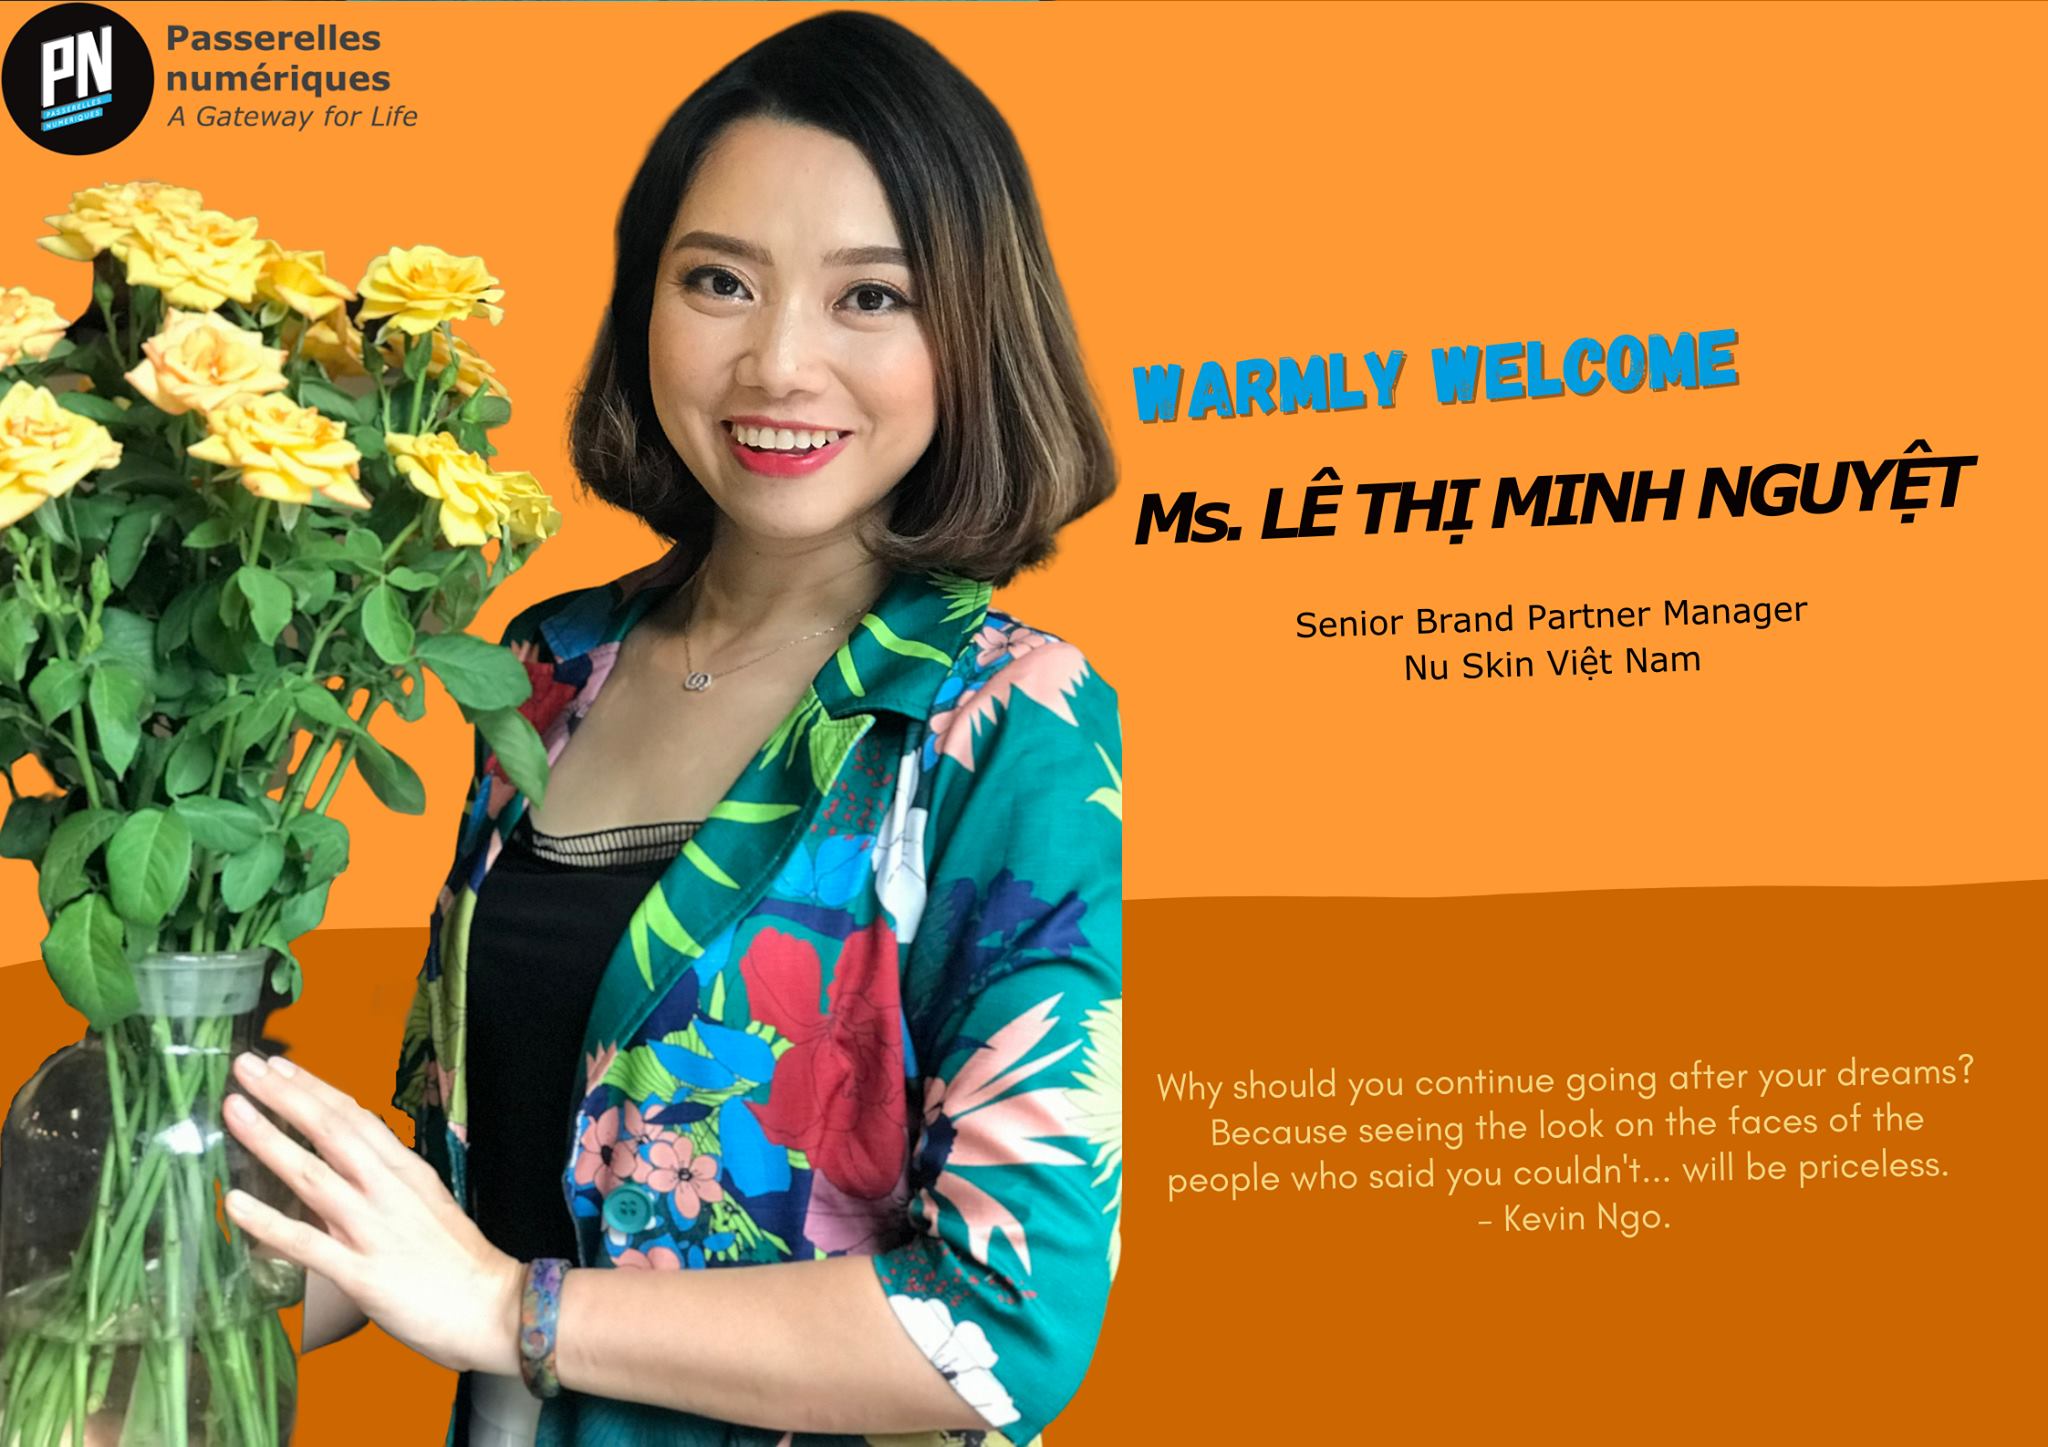 PN
PASSERELLES
NUMERIQUES
Passerelles
numériques
A Gateway for Life
WARMLY WELCOME
Ms. LÊ THỊ MINH NGUYỆT
Senior Brand Partner Manager
Nu Skin Việt Nam
Why should you continue going after your dreams?
Because seeing the look on the faces of the
people who said you couldn't... will be priceless.
– Kevin Ngo.